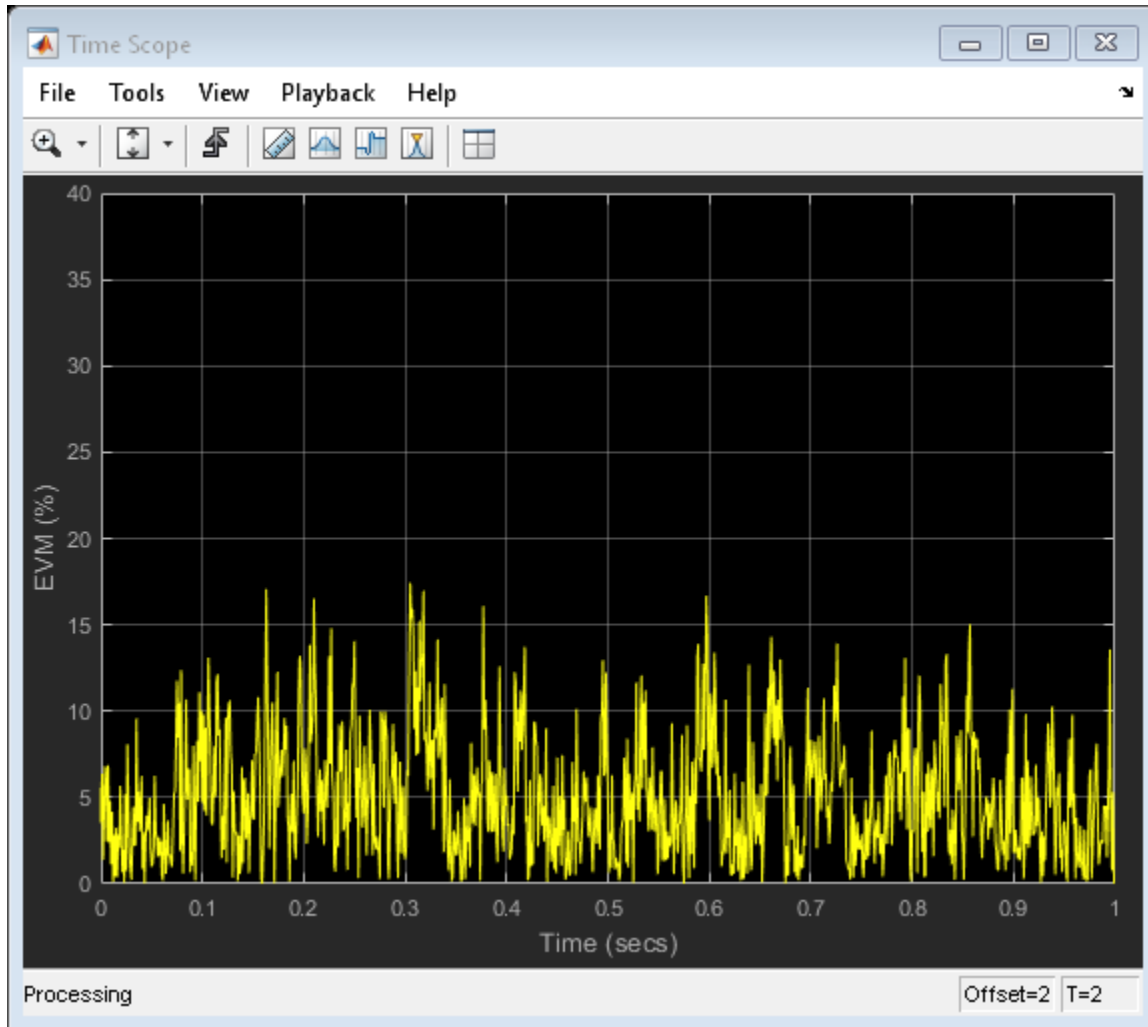 Time Scope
File Tools View Playback Help
40
35
30
25
20
15
10
5
0
EVM (%)
0 0.1 0.2 0.3 0.4 0.5 0.6 0.7 0.8 0.9 1
Time (secs)
Processing Offset=2 T=2